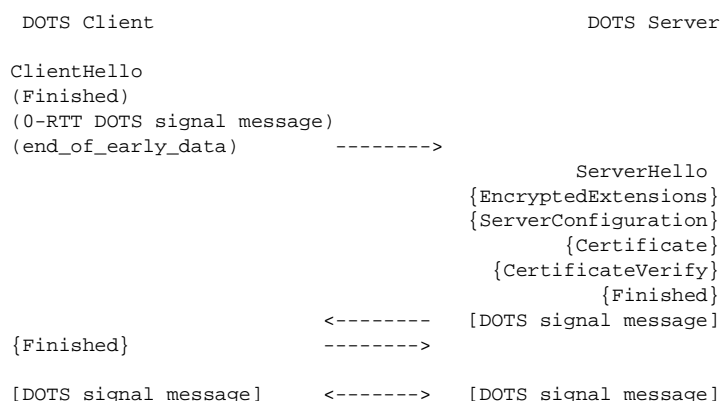 DOTS Client                                    DOTS Server
ClientHello
(Finished)
(0-RTT DOTS signal message)
(end_of_early_data)        -------->
ServerHello
{EncryptedExtensions}
{ServerConfiguration}
{Certificate}
{CertificateVerify}
{Finished}
<--------   [DOTS signal message]
{Finished}                -------->
[DOTS signal message]     <------->   [DOTS signal message]